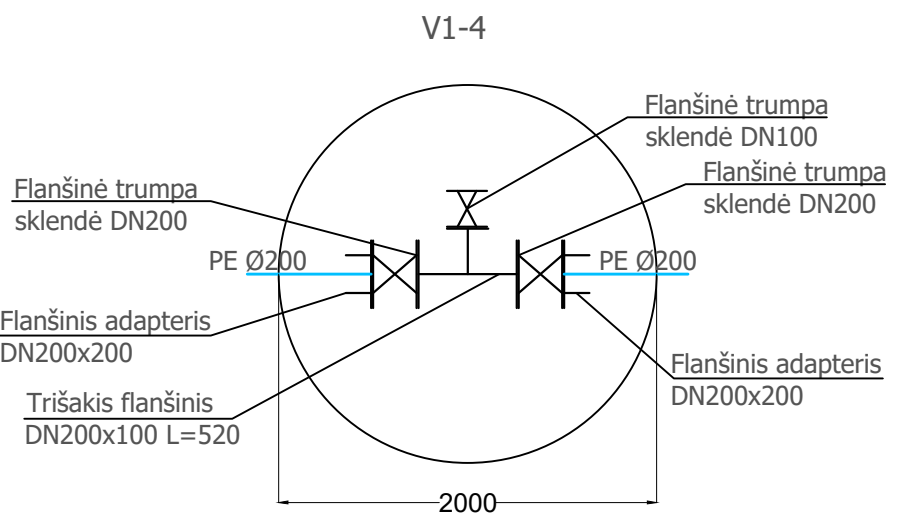 V1-4
Flanšinė trumpa
sklendė DN100
Flanšinė trumpa
sklendė DN200
Flanšinė trumpa
sklendė DN200
PE Ø200
PE Ø200
Flanšinis adapteris
DN200x200
Flanšinis adapteris
DN200x200
Trišakis flanšinis
DN200x100 L=520
2000